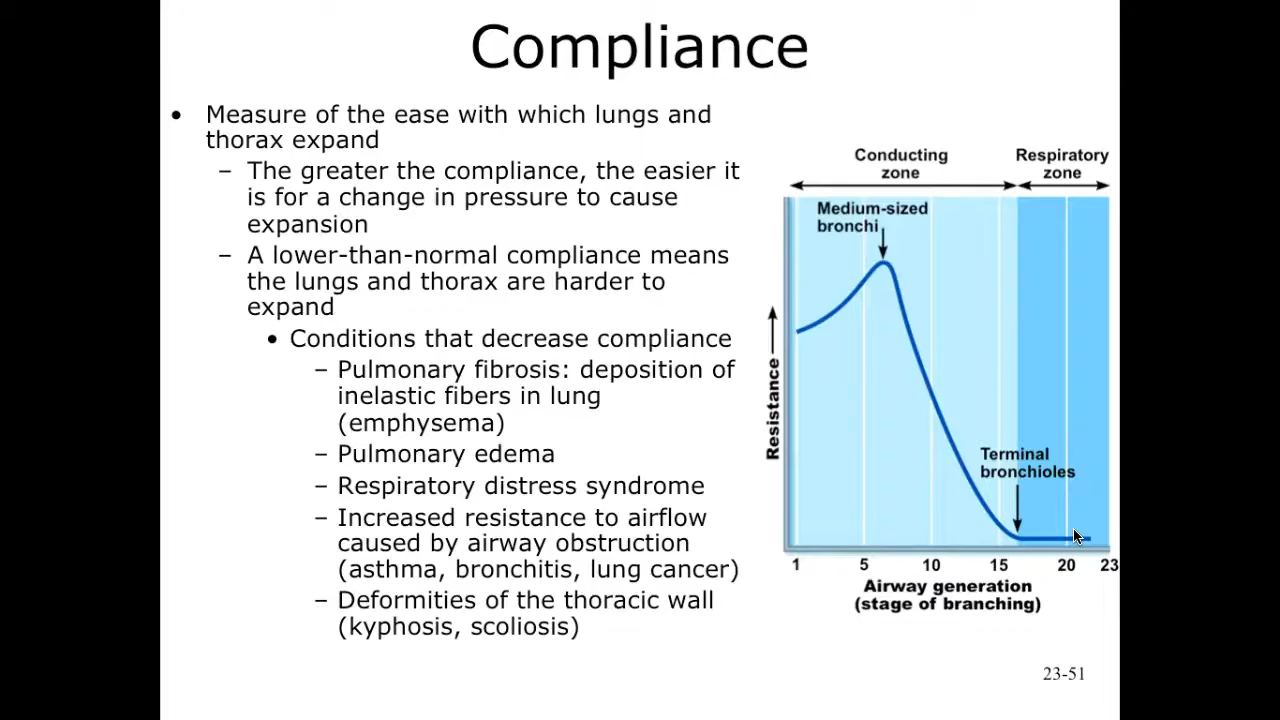 Compliance
• Measure of the ease with which lungs and
thorax expand
– The greater the compliance, the easier it
is for a change in pressure to cause
expansion
– A lower-than-normal compliance means
the lungs and thorax are harder to
expand
• Conditions that decrease compliance
– Pulmonary fibrosis: deposition of
inelastic fibers in lung
(emphysema)
– Pulmonary edema
– Respiratory distress syndrome
– Increased resistance to airflow
caused by airway obstruction
(asthma, bronchitis, lung cancer)
– Deformities of the thoracic wall
(kyphosis, scoliosis)
Conducting
zone
Respiratory
zone
Medium-sized
bronchi
Resistance
Terminal
bronchioles
1 5 10 15 20 23
Airway generation
(stage of branching)
23-51